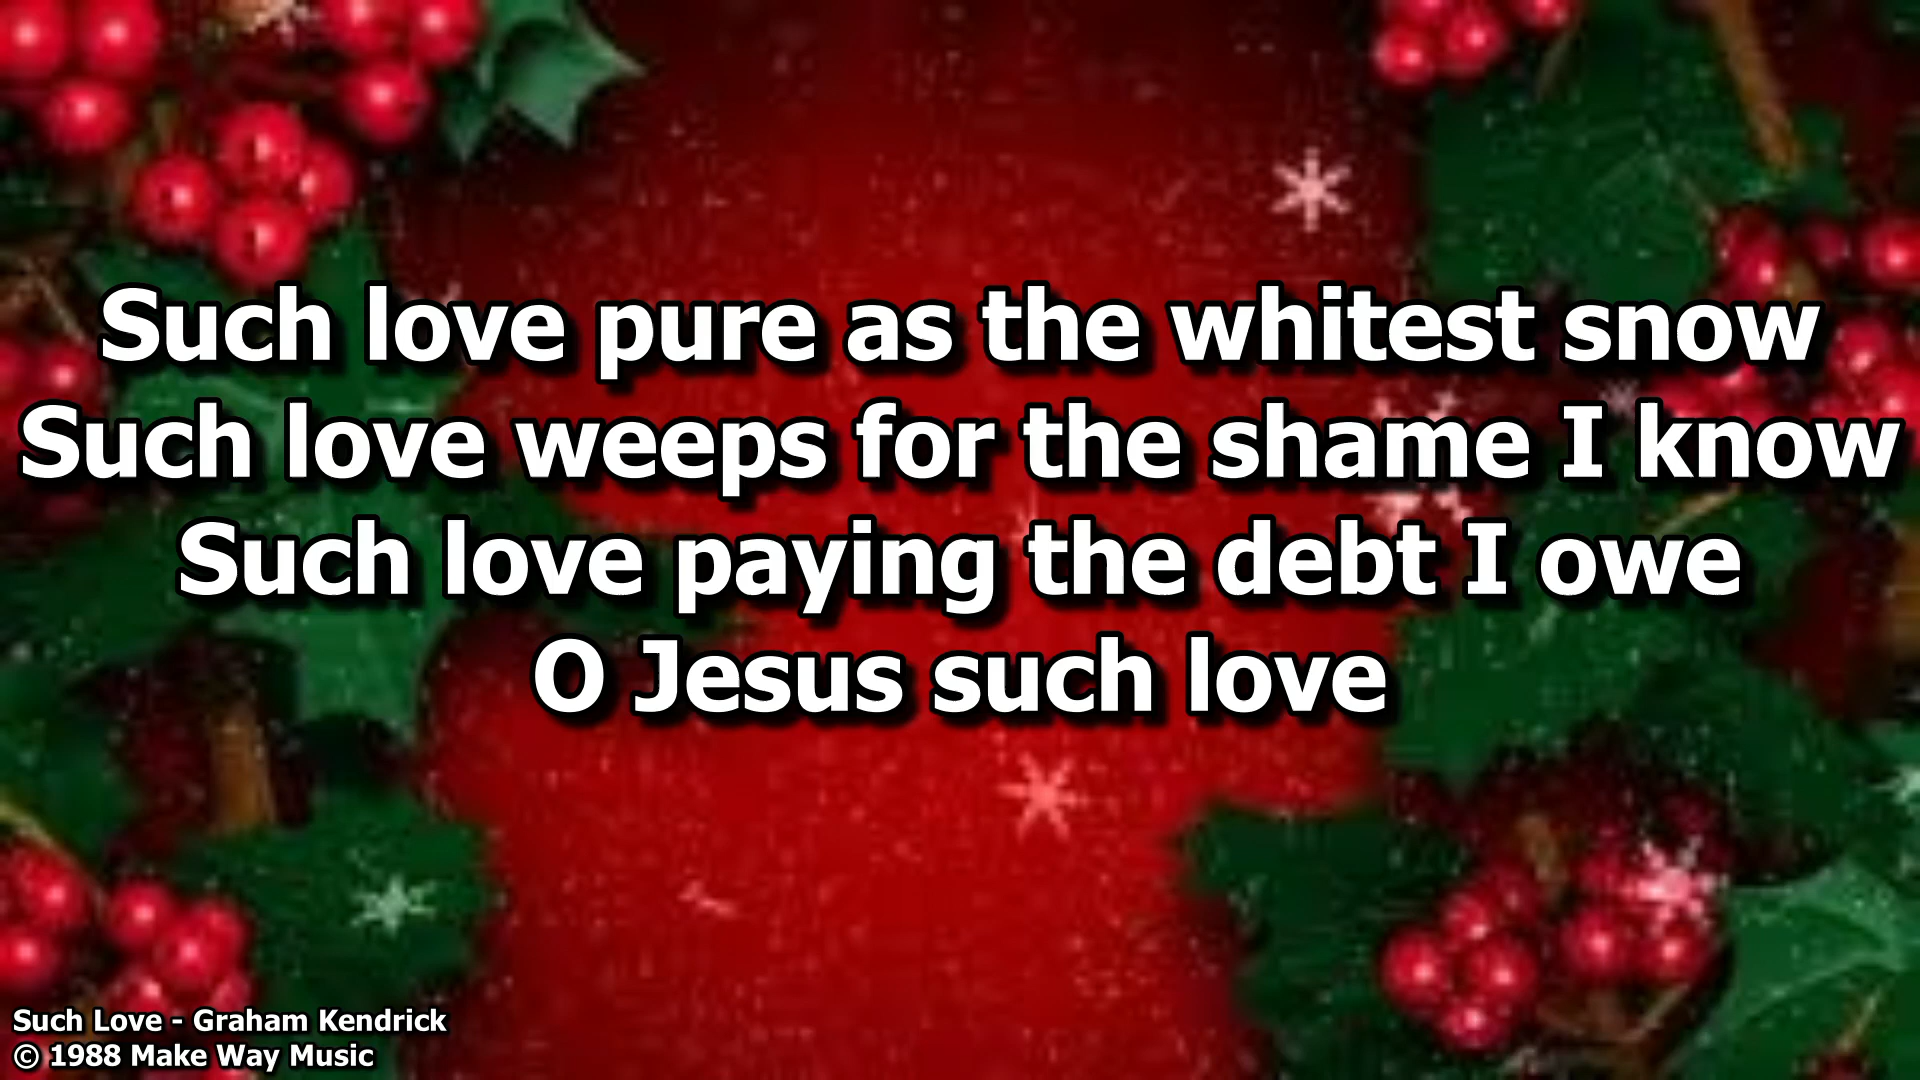 Such love pure as the whitest snow
Such love weeps for the shame I know
Such love paying the debt I owe
O Jesus such love
Such Love - Graham Kendrick
© 1988 Make Way Music